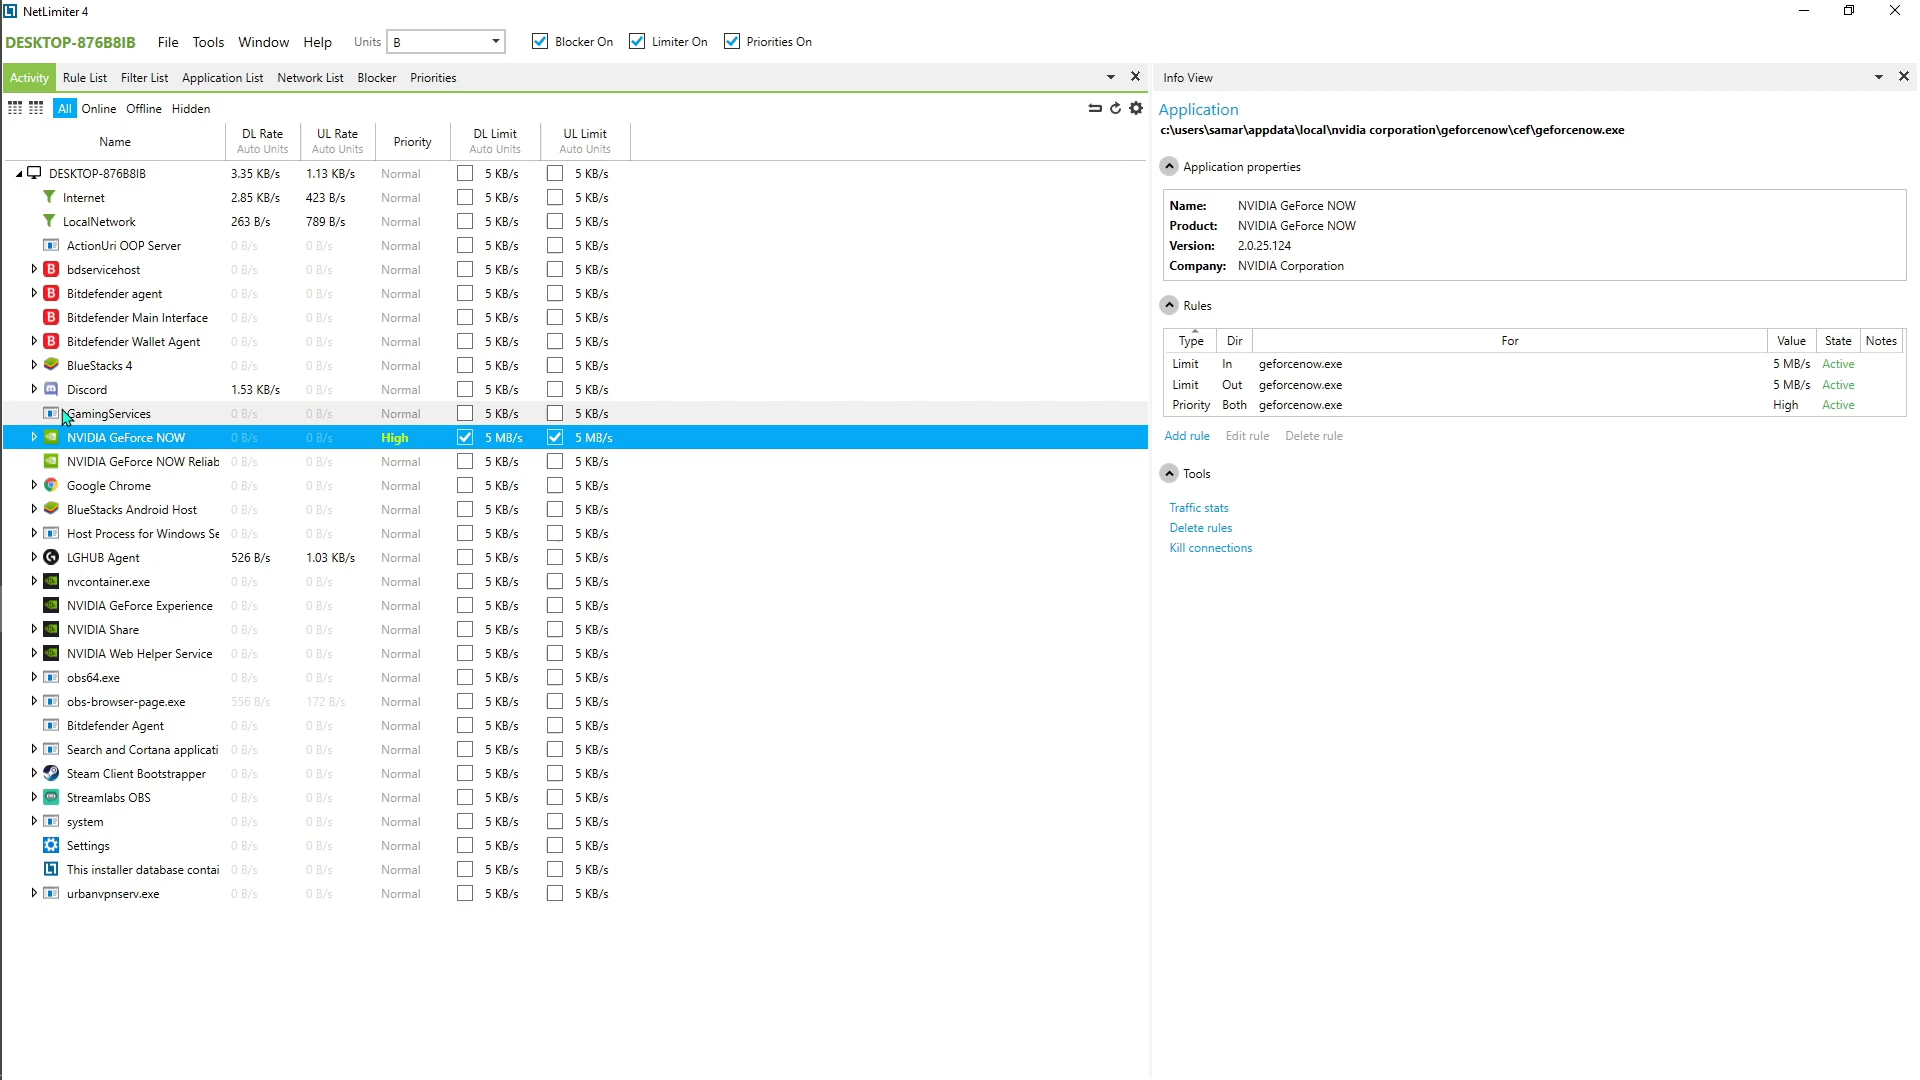 NetLimiter 4
DESKTOP-876B8IB File Tools Window Help Units B Blocker On Limiter On Priorities On
Activity Rule List Filter List Application List Network List Blocker Priorities
All Online Offline Hidden
Name DL Rate Auto Units UL Rate Auto Units Priority DL Limit Auto Units UL Limit Auto Units
DESKTOP-876B8IB 3.35 KB/s 1.13 KB/s Normal 5 KB/s 5 KB/s
Internet 2.85 KB/s 423 B/s Normal 5 KB/s 5 KB/s
LocalNetwork 263 B/s 789 B/s Normal 5 KB/s 5 KB/s
ActionUri OOP Server 0 B/s 0 B/s Normal 5 KB/s 5 KB/s
bdservicehost 0 B/s 0 B/s Normal 5 KB/s 5 KB/s
Bitdefender agent 0 B/s 0 B/s Normal 5 KB/s 5 KB/s
Bitdefender Main Interface 0 B/s 0 B/s Normal 5 KB/s 5 KB/s
Bitdefender Wallet Agent 0 B/s 0 B/s Normal 5 KB/s 5 KB/s
BlueStacks 4 0 B/s 0 B/s Normal 5 KB/s 5 KB/s
Discord 1.53 KB/s 0 B/s Normal 5 KB/s 5 KB/s
GamingServices 0 B/s 0 B/s Normal 5 KB/s 5 KB/s
NVIDIA GeForce NOW 0 B/s 0 B/s High 5 MB/s 5 MB/s
NVIDIA GeForce NOW Reliab 0 B/s 0 B/s Normal 5 KB/s 5 KB/s
Google Chrome 0 B/s 0 B/s Normal 5 KB/s 5 KB/s
BlueStacks Android Host 0 B/s 0 B/s Normal 5 KB/s 5 KB/s
Host Process for Windows Se 0 B/s 0 B/s Normal 5 KB/s 5 KB/s
LGHUB Agent 526 B/s 1.03 KB/s Normal 5 KB/s 5 KB/s
nvcontainer.exe 0 B/s 0 B/s Normal 5 KB/s 5 KB/s
NVIDIA GeForce Experience 0 B/s 0 B/s Normal 5 KB/s 5 KB/s
NVIDIA Share 0 B/s 0 B/s Normal 5 KB/s 5 KB/s
NVIDIA Web Helper Service 0 B/s 0 B/s Normal 5 KB/s 5 KB/s
obs64.exe 0 B/s 0 B/s Normal 5 KB/s 5 KB/s
obs-browser-page.exe 556 B/s 172 B/s Normal 5 KB/s 5 KB/s
Bitdefender Agent 0 B/s 0 B/s Normal 5 KB/s 5 KB/s
Search and Cortana applicati 0 B/s 0 B/s Normal 5 KB/s 5 KB/s
Steam Client Bootstrapper 0 B/s 0 B/s Normal 5 KB/s 5 KB/s
Streamlabs OBS 0 B/s 0 B/s Normal 5 KB/s 5 KB/s
system 0 B/s 0 B/s Normal 5 KB/s 5 KB/s
Settings 0 B/s 0 B/s Normal 5 KB/s 5 KB/s
This installer database contai 0 B/s 0 B/s Normal 5 KB/s 5 KB/s
urbanvpnserv.exe 0 B/s 0 B/s Normal 5 KB/s 5 KB/s
Info View
Application
c:\users\samar\appdata\local\nvidia corporation\geforcenow\cef\geforcenow.exe
Application properties
Name: NVIDIA GeForce NOW
Product: NVIDIA GeForce NOW
Version: 2.0.25.124
Company: NVIDIA Corporation
Rules
Type Dir For Value State Notes
Limit In geforcenow.exe 5 MB/s Active
Limit Out geforcenow.exe 5 MB/s Active
Priority Both geforcenow.exe High Active
Add rule Edit rule Delete rule
Tools
Traffic stats
Delete rules
Kill connections